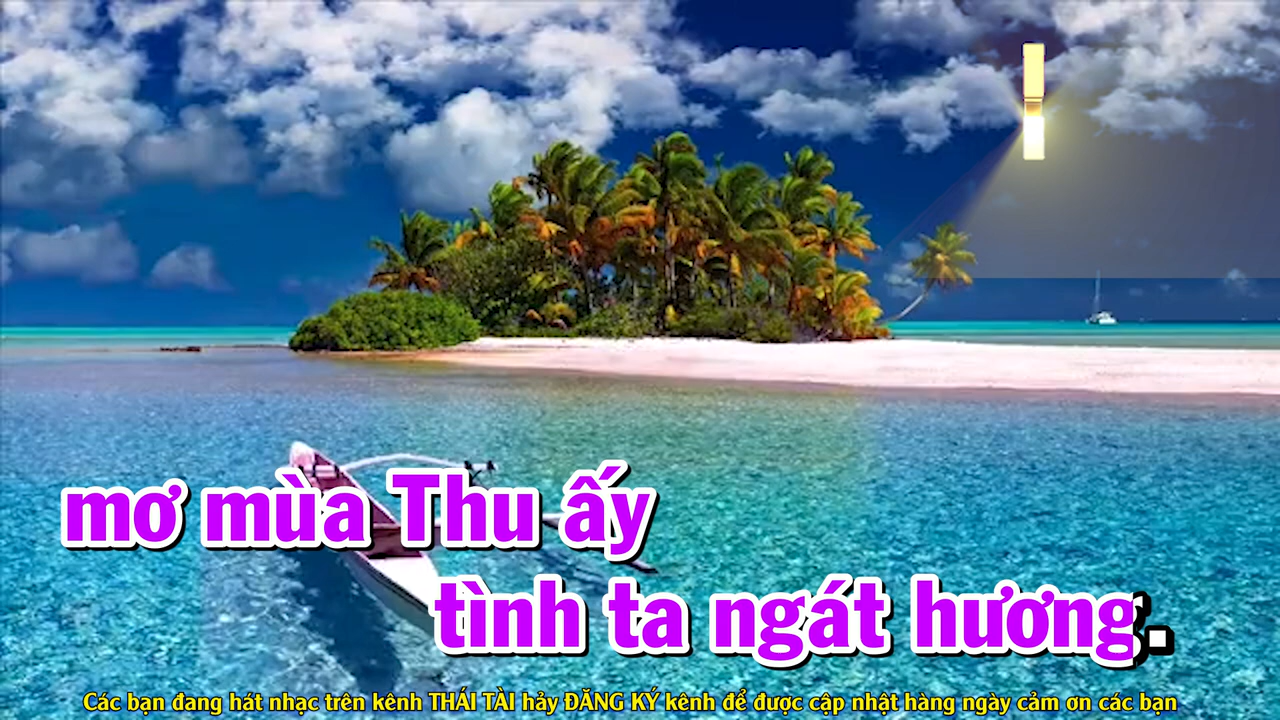 mơ mùa Thu ấy
tình ta ngát hương.
Các bạn đang hát nhạc trên kênh THÁI TÀI hảy ĐĂNG KÝ kênh để được cập nhật hàng ngày cảm ơn các bạn